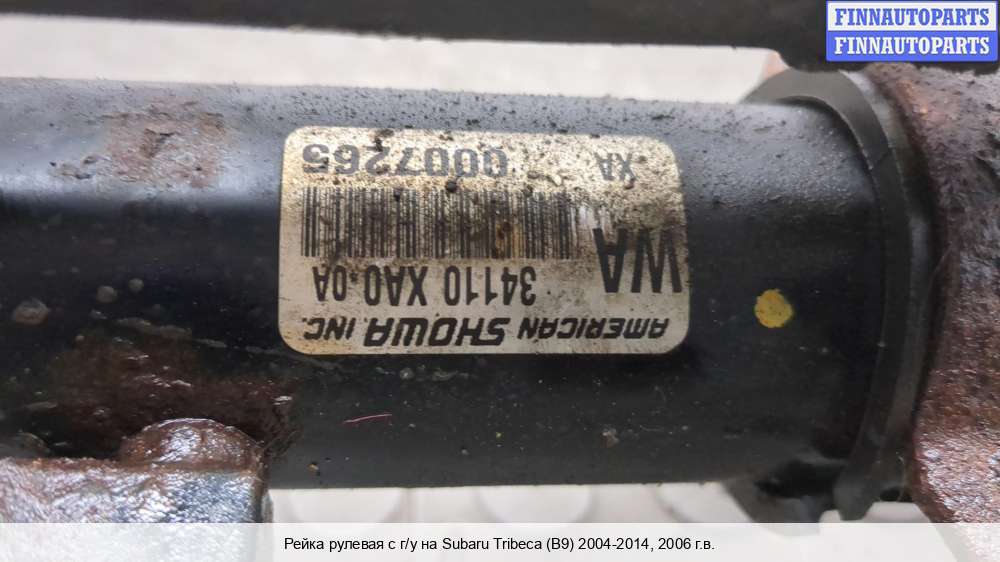 FINNAUTOPARTS
FINNAUTOPARTS
AMERICAN SHOWA INC.
34110 XA0 0A
WA
XA 0007265
Рейка рулевая с г/у на Subaru Tribeca (B9) 2004-2014, 2006 г.в.